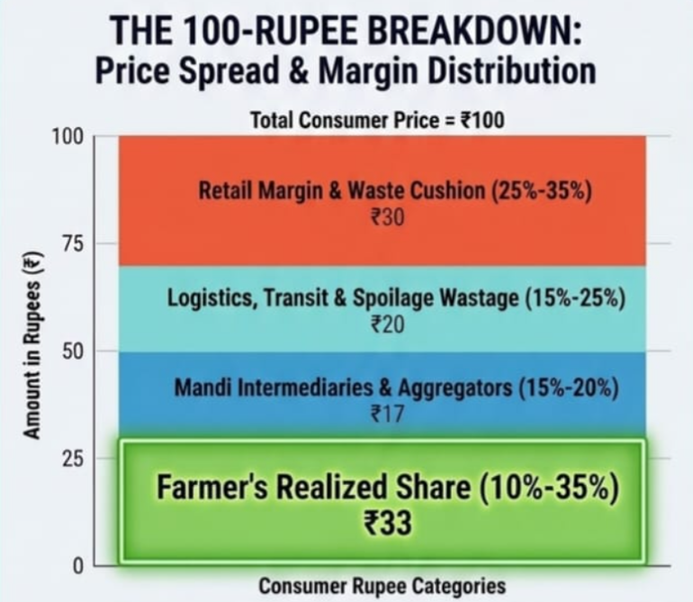 THE 100-RUPEE BREAKDOWN:
Price Spread & Margin Distribution
Total Consumer Price = ₹100
Amount in Rupees (₹)
100
75
50
25
0
Retail Margin & Waste Cushion (25%-35%)
₹30
Logistics, Transit & Spoilage Wastage (15%-25%)
₹20
Mandi Intermediaries & Aggregators (15%-20%)
₹17
Farmer's Realized Share (10%-35%)
₹33
Consumer Rupee Categories